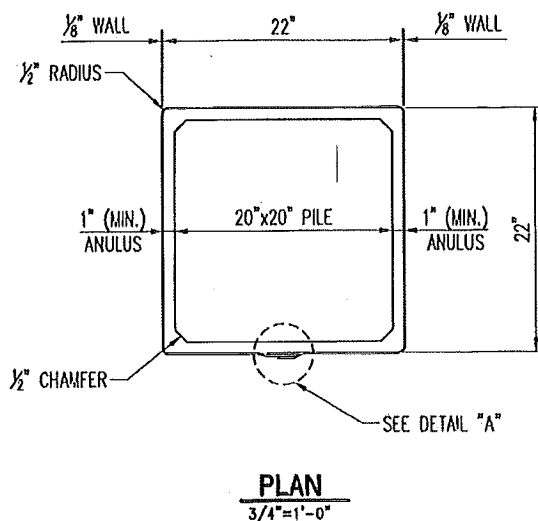 ⅛" WALL
22"
⅛" WALL
½" RADIUS
1" (MIN.)
ANULUS
20"x20" PILE
1" (MIN.)
ANULUS
22"
½" CHAMFER
SEE DETAIL "A"
PLAN
3/4"=1'-0"